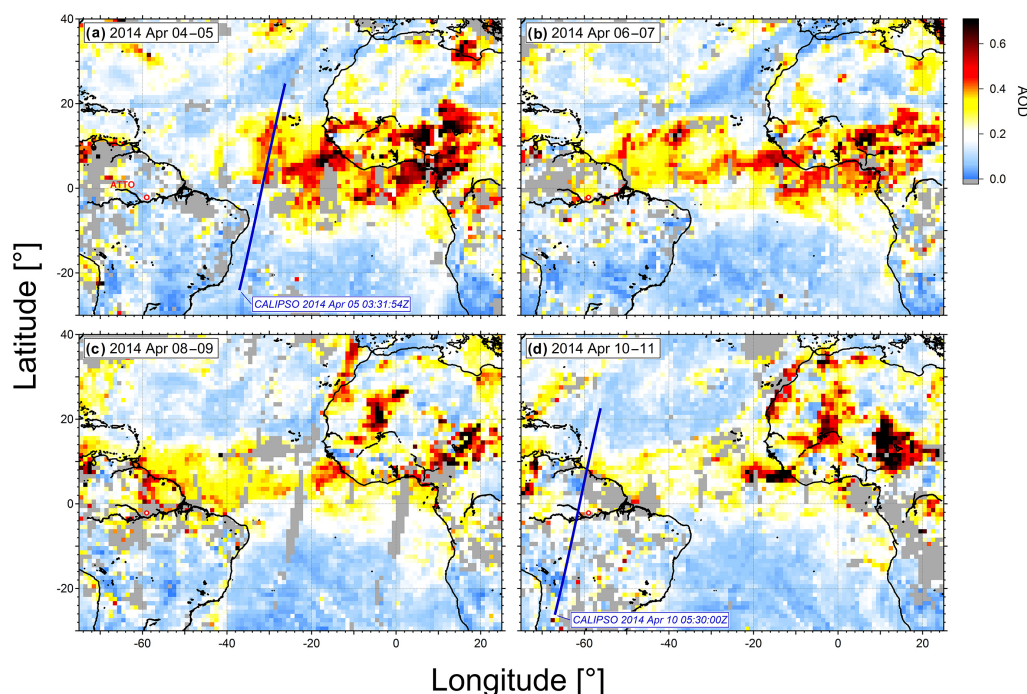 (a) 2014 Apr 04–05
(b) 2014 Apr 06–07
40
20
0
-20
ATTO
CALIPSO 2014 Apr 05 03:31:54Z
0.6
0.4
0.2
0.0
AOD
(c) 2014 Apr 08–09
(d) 2014 Apr 10–11
40
20
0
-20
CALIPSO 2014 Apr 10 05:30:00Z
-60 -40 -20 0 20 -60 -40 -20 0 20
Latitude [°]
Longitude [°]